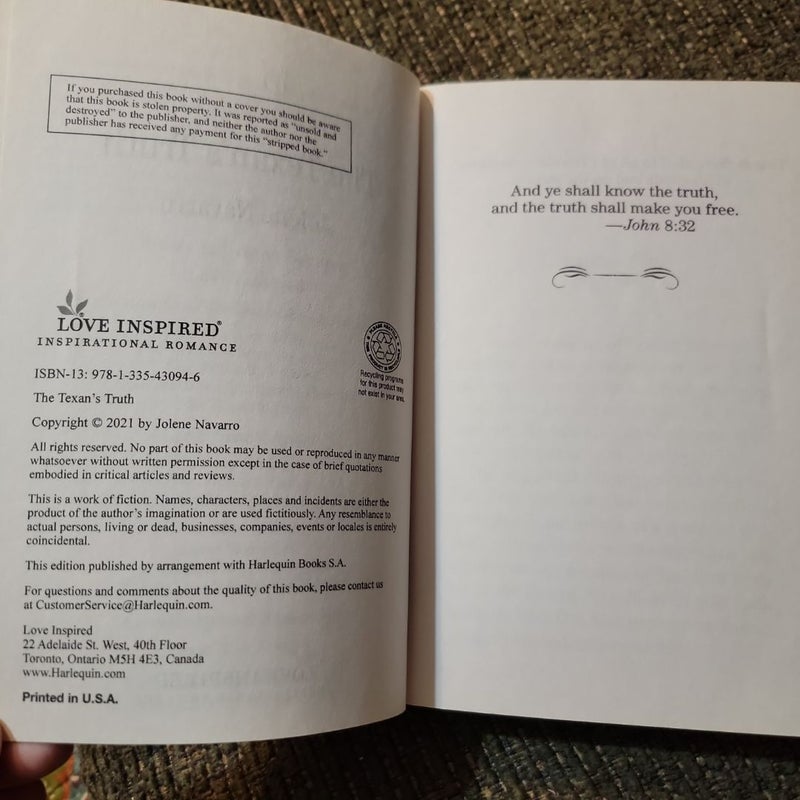 If you purchased this book without a cover you should be aware
that this book is stolen property. It was reported as "unsold and
destroyed" to the publisher, and neither the author nor the
publisher has received any payment for this "stripped book."
LOVE INSPIRED®
INSPIRATIONAL ROMANCE
Recycling programs
for this product may
not exist in your area.
ISBN-13: 978-1-335-43094-6
The Texan's Truth
Copyright © 2021 by Jolene Navarro
All rights reserved. No part of this book may be used or reproduced in any manner
whatsoever without written permission except in the case of brief quotations
embodied in critical articles and reviews.
This is a work of fiction. Names, characters, places and incidents are either the
product of the author's imagination or are used fictitiously. Any resemblance to
actual persons, living or dead, businesses, companies, events or locales is entirely
coincidental.
This edition published by arrangement with Harlequin Books S.A.
For questions and comments about the quality of this book, please contact us
at CustomerService@Harlequin.com.
Love Inspired
22 Adelaide St. West, 40th Floor
Toronto, Ontario M5H 4E3, Canada
www.Harlequin.com
Printed in U.S.A.
And ye shall know the truth,
and the truth shall make you free.
—John 8:32